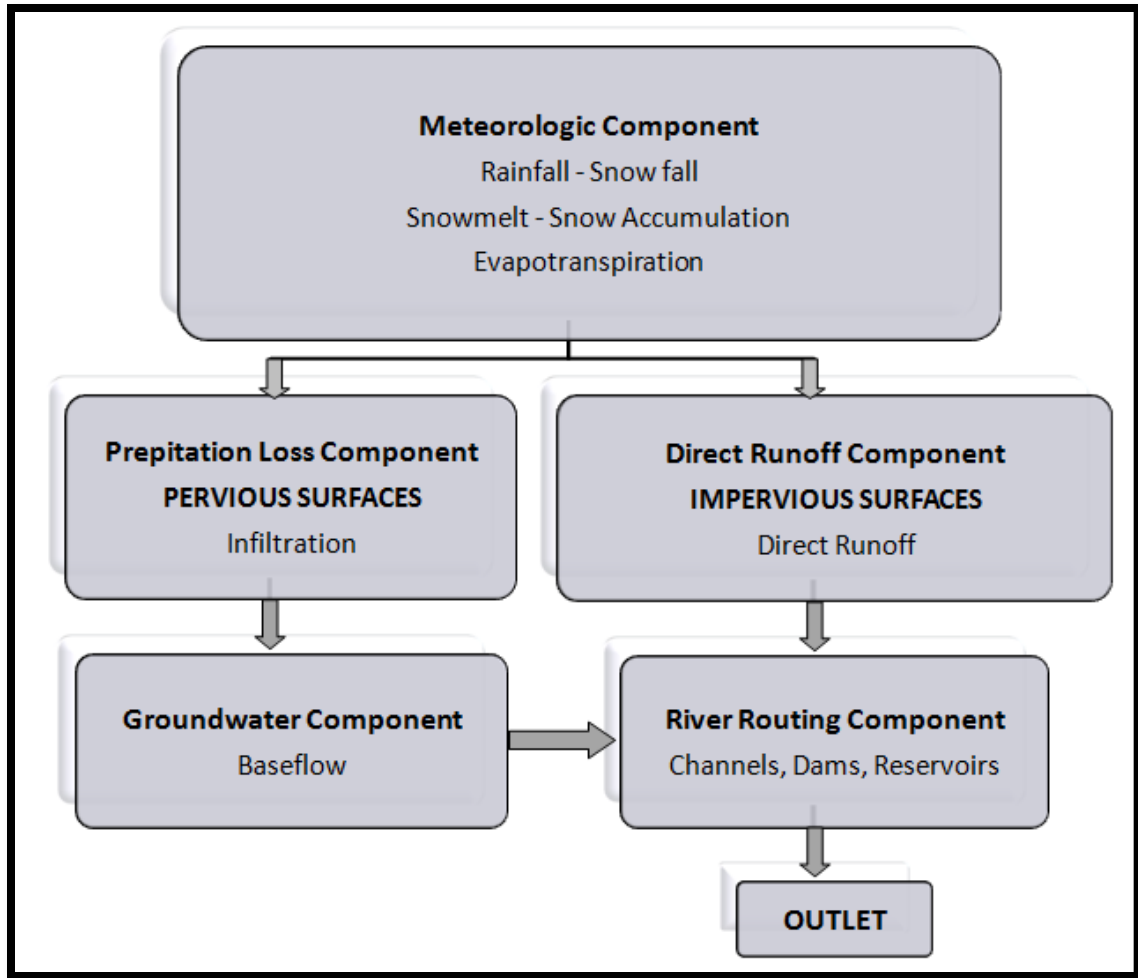 Meteorologic Component
Rainfall - Snow fall
Snowmelt - Snow Accumulation
Evapotranspiration
Prepitation Loss Component
PERVIOUS SURFACES
Infiltration
Direct Runoff Component
IMPERVIOUS SURFACES
Direct Runoff
Groundwater Component
Baseflow
River Routing Component
Channels, Dams, Reservoirs
OUTLET